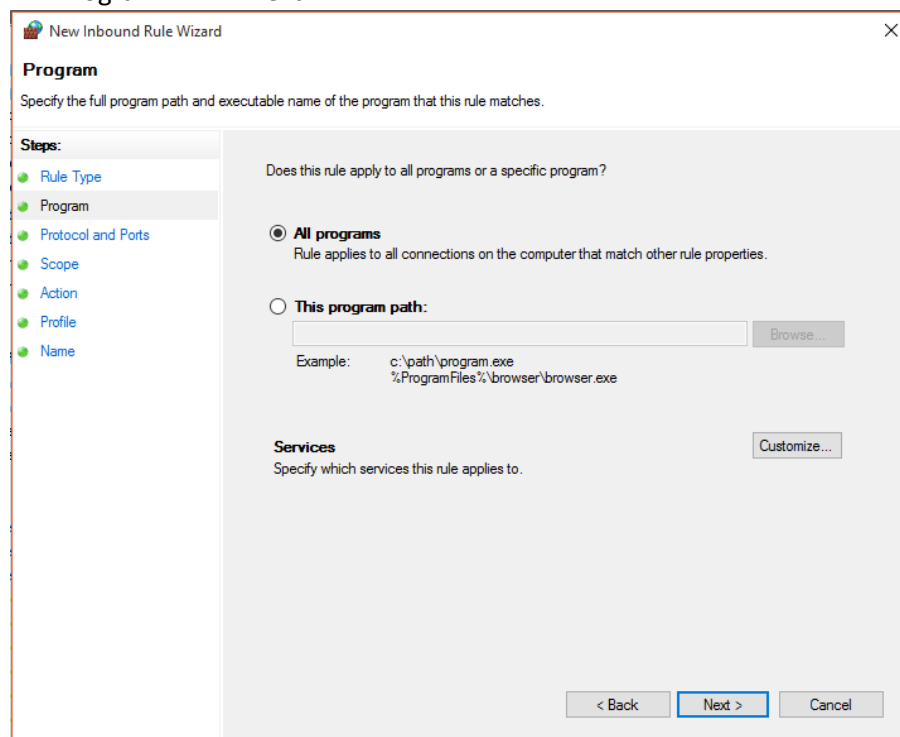 New Inbound Rule Wizard
Program
Specify the full program path and executable name of the program that this rule matches.
Steps:
Rule Type
Program
Protocol and Ports
Scope
Action
Profile
Name
Does this rule apply to all programs or a specific program?
All programs
Rule applies to all connections on the computer that match other rule properties.
This program path:
Browse...
Example: c:\path\program.exe
%ProgramFiles%\browser\browser.exe
Services
Customize...
Specify which services this rule applies to.
< Back Next > Cancel